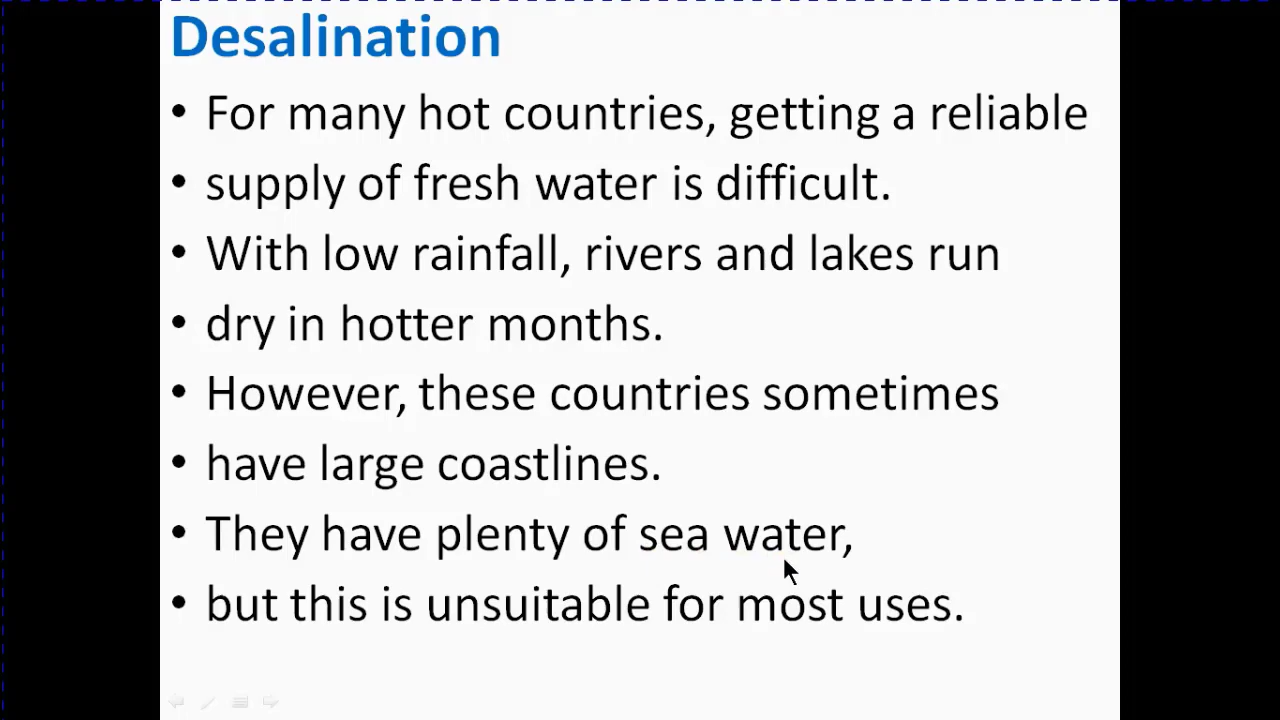 Desalination
• For many hot countries, getting a reliable
• supply of fresh water is difficult.
• With low rainfall, rivers and lakes run
• dry in hotter months.
• However, these countries sometimes
• have large coastlines.
• They have plenty of sea water,
• but this is unsuitable for most uses.